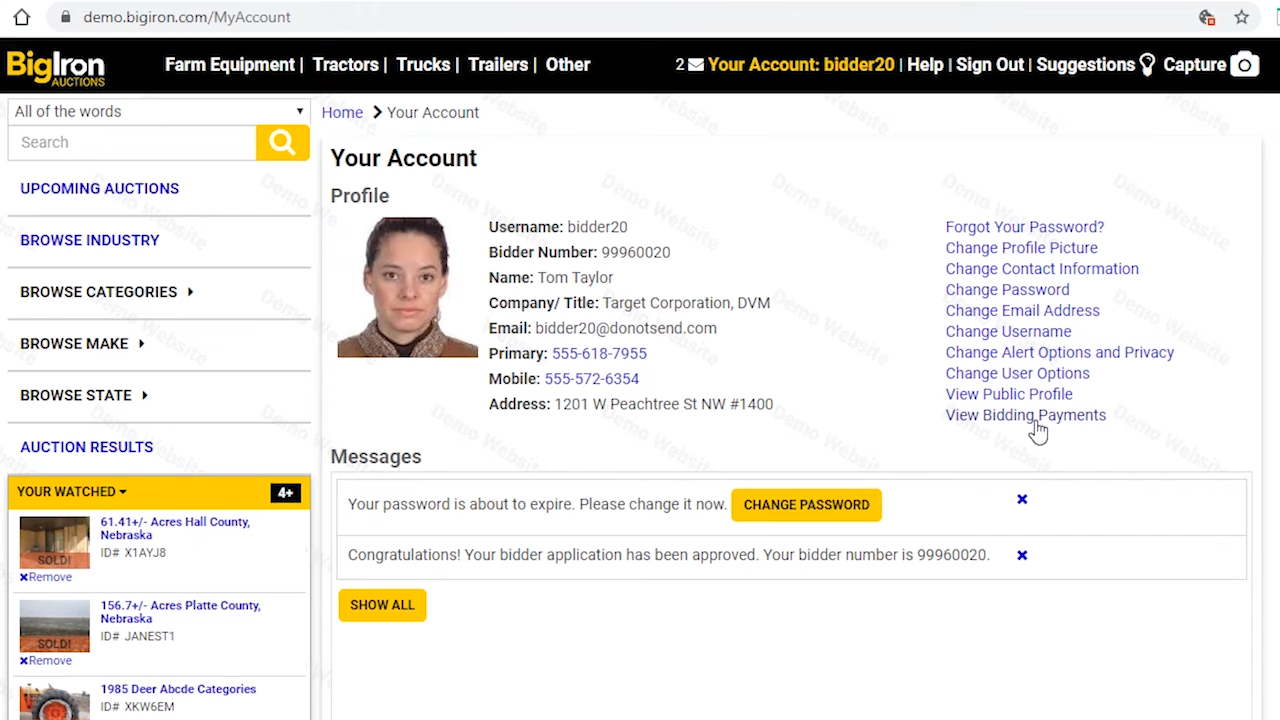 demo.bigiron.com/MyAccount
BigIron AUCTIONS
Farm Equipment | Tractors | Trucks | Trailers | Other
2 Your Account: bidder20 | Help | Sign Out | Suggestions Capture
All of the words
Search
UPCOMING AUCTIONS
BROWSE INDUSTRY
BROWSE CATEGORIES
BROWSE MAKE
BROWSE STATE
AUCTION RESULTS
YOUR WATCHED 4+
SOLD!
61.41+/- Acres Hall County,
Nebraska
ID# X1AYJ8
Remove
SOLD!
156.7+/- Acres Platte County,
Nebraska
ID# JANEST1
Remove
1985 Deer Abcde Categories
ID# XKW6EM
Home > Your Account
Your Account
Profile
Username: bidder20
Bidder Number: 99960020
Name: Tom Taylor
Company/ Title: Target Corporation, DVM
Email: bidder20@donotsend.com
Primary: 555-618-7955
Mobile: 555-572-6354
Address: 1201 W Peachtree St NW #1400
Forgot Your Password?
Change Profile Picture
Change Contact Information
Change Password
Change Email Address
Change Username
Change Alert Options and Privacy
Change User Options
View Public Profile
View Bidding Payments
Messages
Your password is about to expire. Please change it now. CHANGE PASSWORD
Congratulations! Your bidder application has been approved. Your bidder number is 99960020.
SHOW ALL
Demo Website